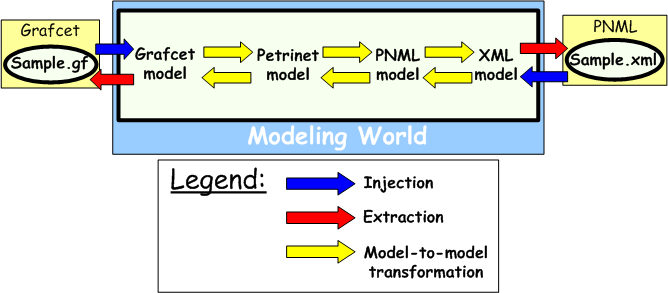 Grafcet
PNML
Sample.gf
Grafcet
model
Petrinet
model
PNML
model
XML
model
Sample.xml
Modeling World
Legend:
Injection
Extraction
Model-to-model
transformation